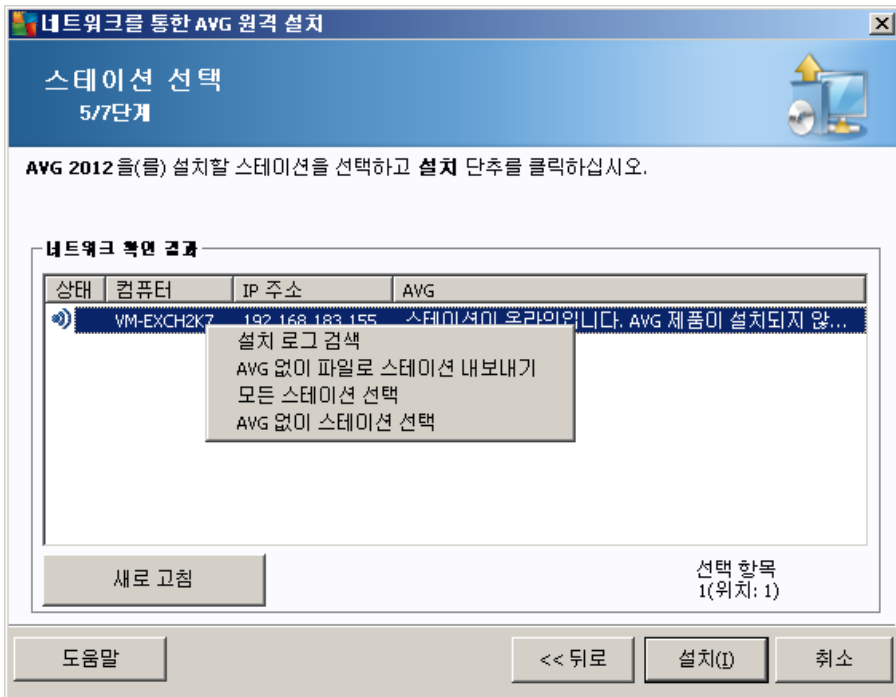 네트워크를 통한 AVG 원격 설치
스테이션 선택
5/7단계
AVG 2012을(를) 설치할 스테이션을 선택하고 설치 단추를 클릭하십시오.
네트워크 확인 결과
상태 컴퓨터 IP 주소 AVG
VM-EXCH2K7 192.168.183.155 스테이션이 온라인입니다. AVG 제품이 설치되지 않...
설치 로그 검색
AVG 없이 파일로 스테이션 내보내기
모든 스테이션 선택
AVG 없이 스테이션 선택
새로 고침
선택 항목
1(위치: 1)
도움말
<< 뒤로
설치(I)
취소